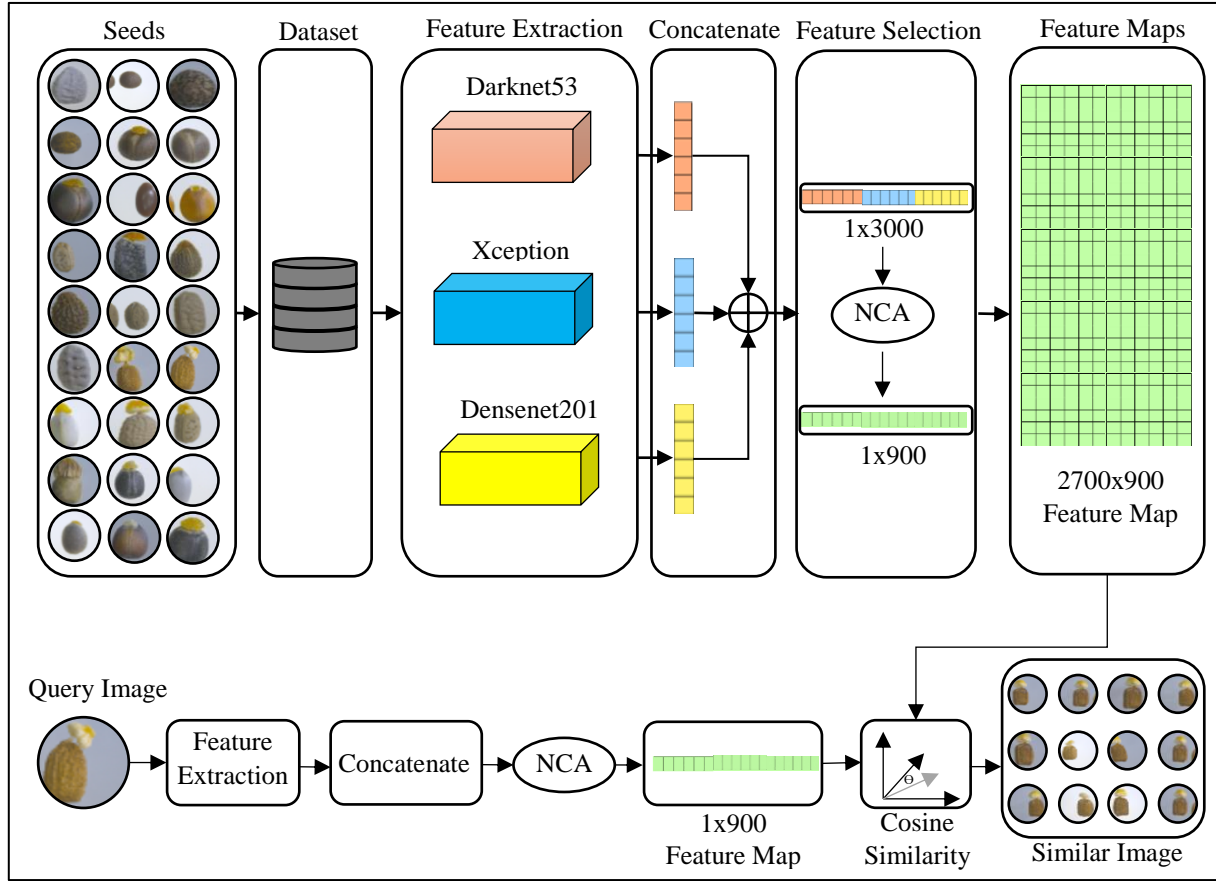 Seeds
Dataset
Feature Extraction
Concatenate
Feature Selection
Feature Maps
Darknet53
Xception
Densenet201
1x3000
NCA
1x900
2700x900
Feature Map
Query Image
Feature
Extraction
Concatenate
NCA
1x900
Feature Map
Θ
Cosine
Similarity
Similar Image